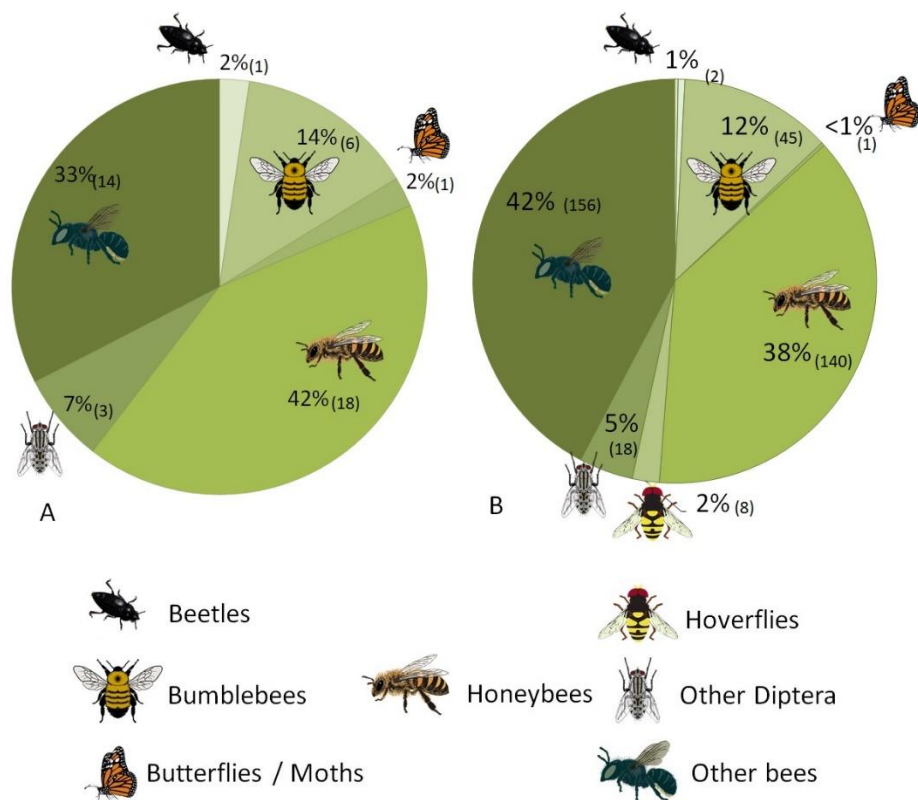 2% (1)
14% (6)
2% (1)
33% (14)
42% (18)
7% (3)
A
1% (2)
12% (45)
<1% (1)
42% (156)
38% (140)
5% (18)
2% (8)
B
Beetles
Hoverflies
Bumblebees
Honeybees
Other Diptera
Butterflies / Moths
Other bees